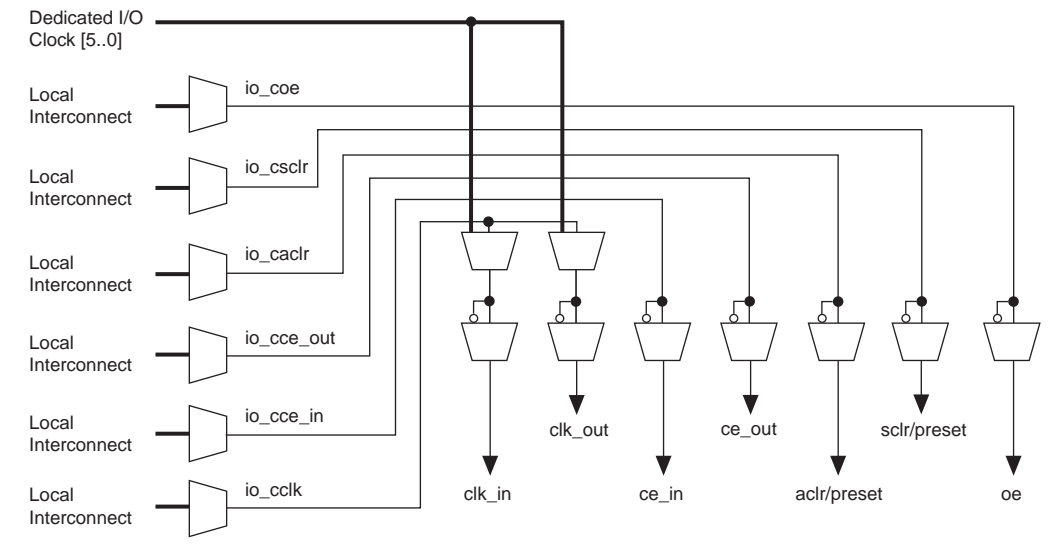 Dedicated I/O
Clock [5..0]
Local
Interconnect
io_coe
Local
Interconnect
io_csclr
Local
Interconnect
io_caclr
Local
Interconnect
io_cce_out
Local
Interconnect
io_cce_in
Local
Interconnect
io_cclk
clk_out
ce_out
sclr/preset
clk_in
ce_in
aclr/preset
oe